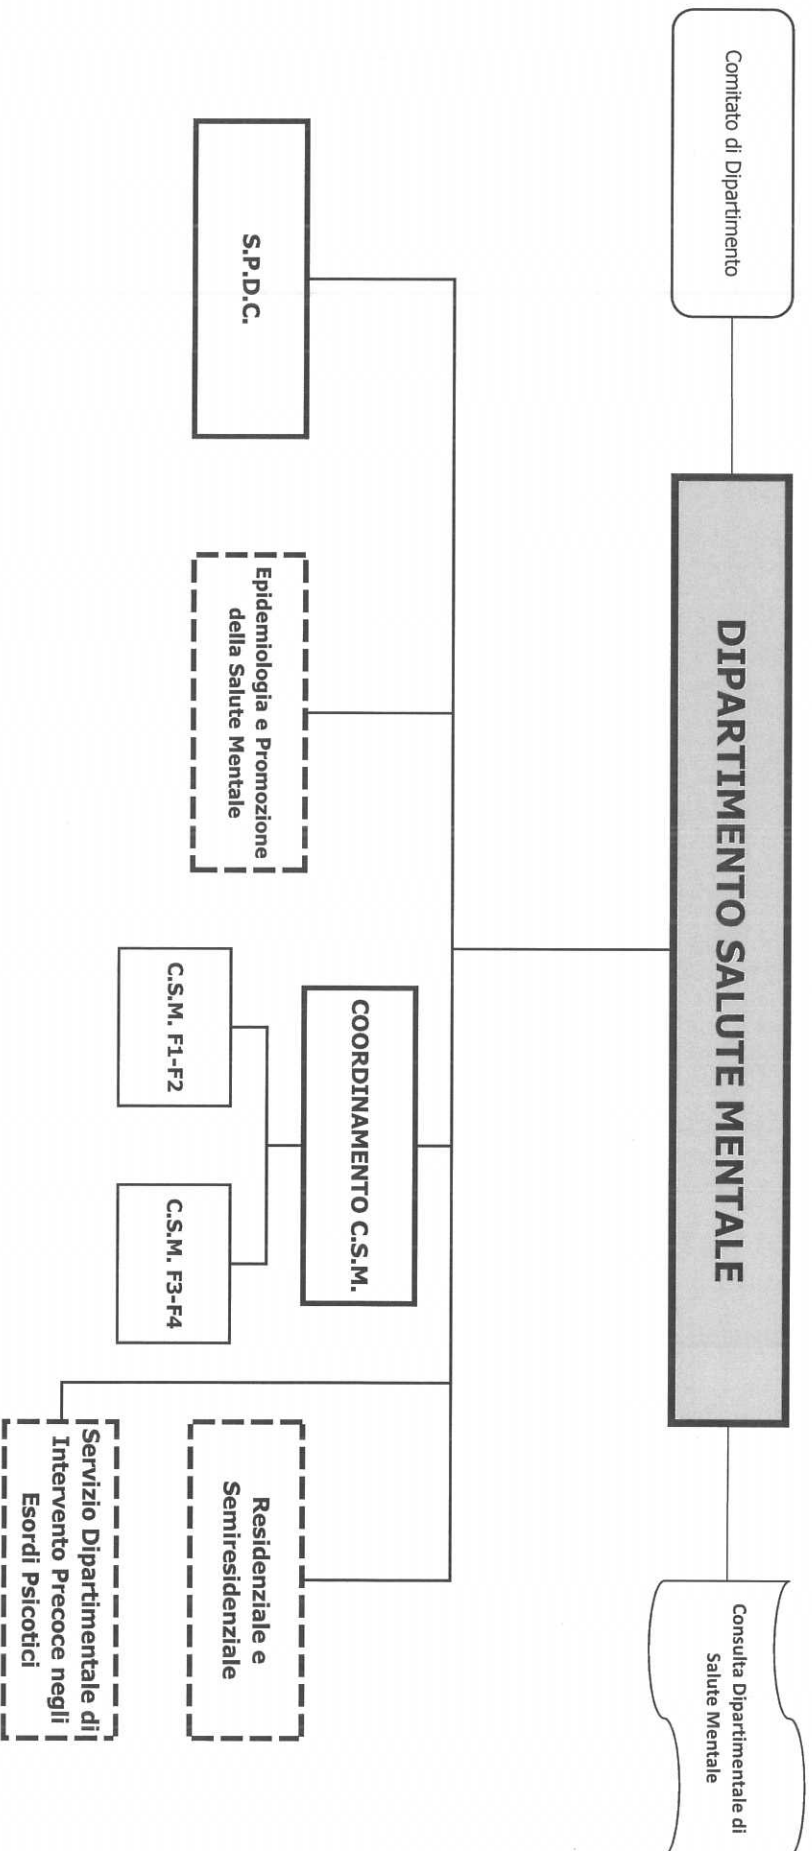 Comitato di Dipartimento
DIPARTIMENTO SALUTE MENTALE
Consulta Dipartimentale di
Salute Mentale
S.P.D.C.
Epidemiologia e Promozione
della Salute Mentale
COORDINAMENTO C.S.M.
C.S.M. F1-F2
C.S.M. F3-F4
Residenziale e
Semiresidenziale
Servizio Dipartimentale di
Intervento Precoce negli
Esordi Psicotici